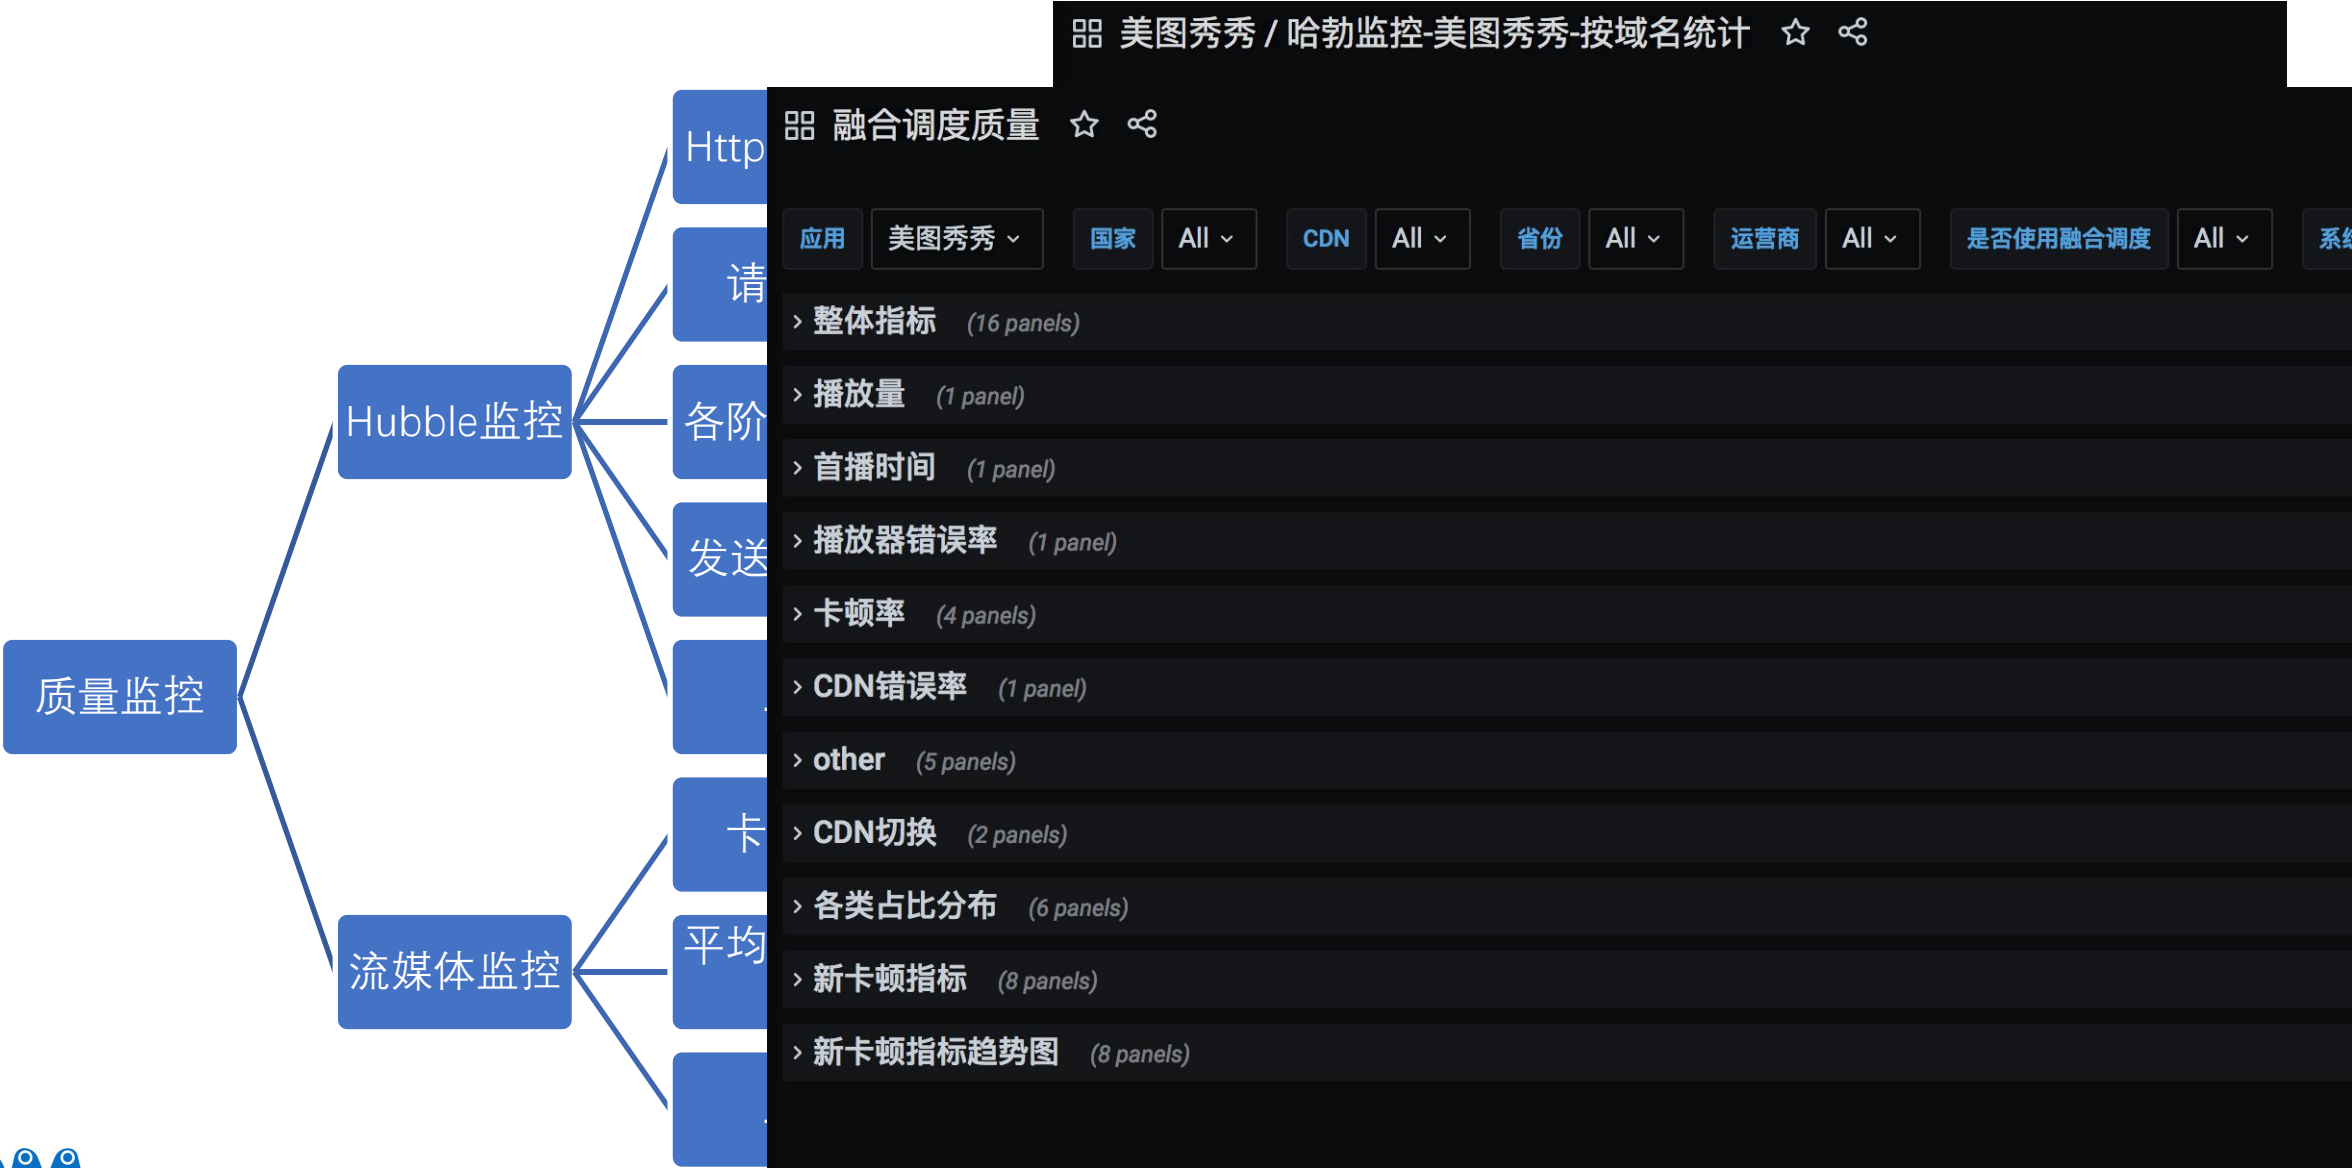 美图秀秀 / 哈勃监控-美图秀秀-按域名统计
融合调度质量
应用 美图秀秀 国家 All CDN All 省份 All 运营商 All 是否使用融合调度 All 系统
整体指标 (16 panels)
播放量 (1 panel)
首播时间 (1 panel)
播放器错误率 (1 panel)
卡顿率 (4 panels)
CDN错误率 (1 panel)
other (5 panels)
CDN切换 (2 panels)
各类占比分布 (6 panels)
新卡顿指标 (8 panels)
新卡顿指标趋势图 (8 panels)
质量监控
Hubble监控
Http
请
各阶
发送
流媒体监控
卡
平均